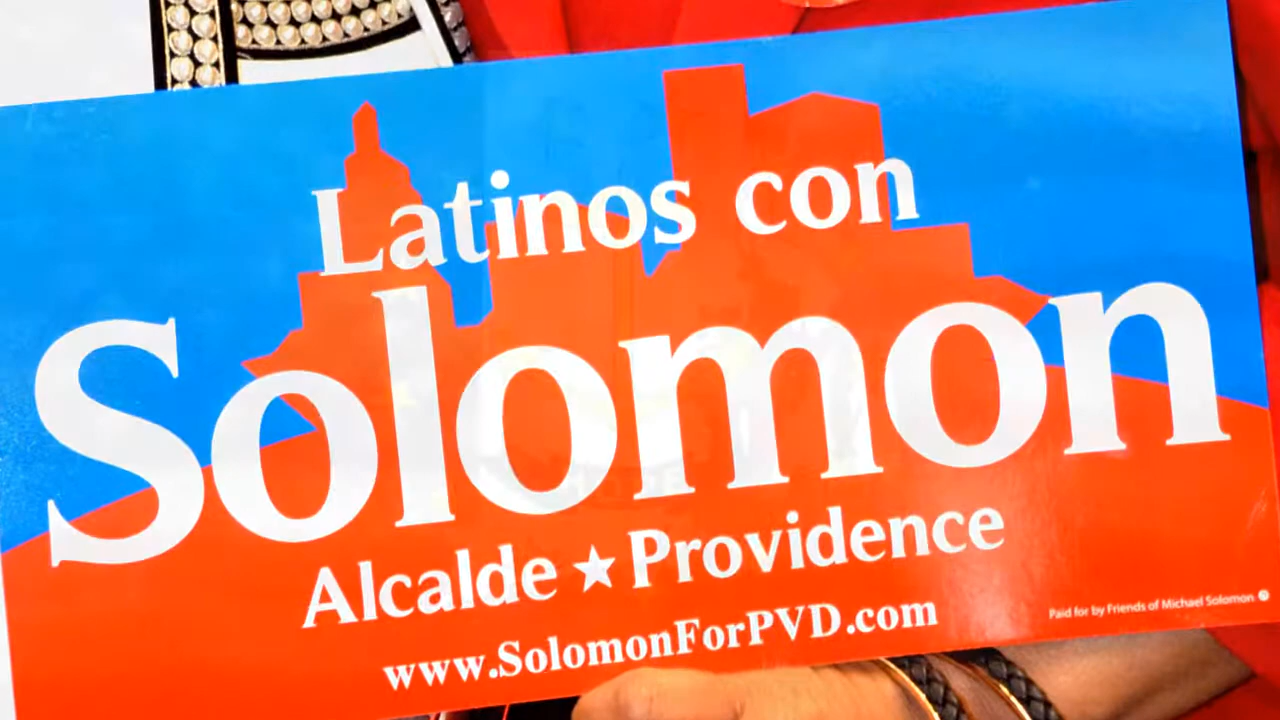 Latinos con
Solomon
Alcalde ★ Providence
www.SolomonForPVD.com
Paid for by Friends of Michael Solomon